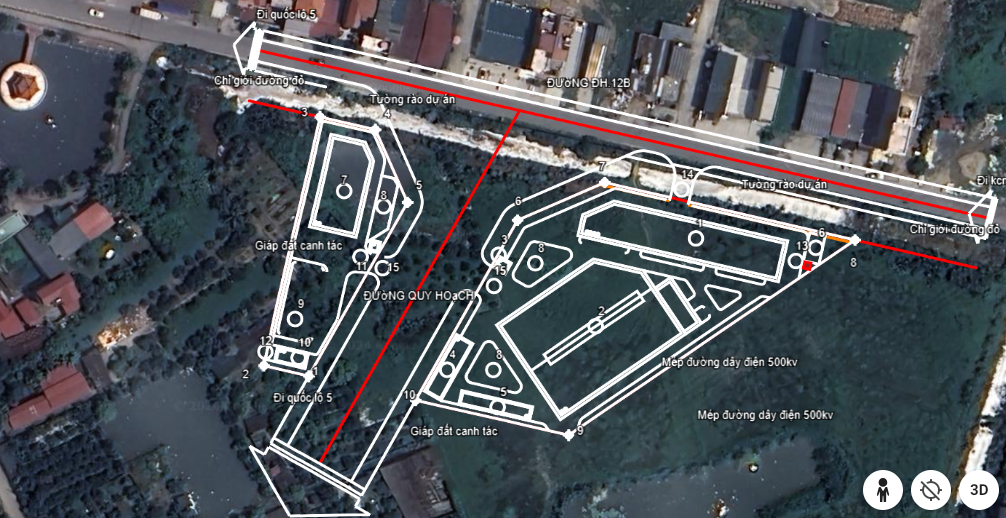 Đi quốc lộ 5
Chỉ giới đường đỏ
Tường rào dự án
ĐƯờNG ĐH.12B
3
4
7
14
Tường rào dự án
Đi kcn
7
8
5
6
1
Chỉ giới đường đỏ
Giáp đất canh tác
3
8
13
6
8
11
15
15
ĐƯờNG QUY HOạCH
9
2
12
10
4
8
Mép đường dây điện 500kv
2
1
5
Đi quốc lộ 5
10
Mép đường dây điện 500kv
Giáp đất canh tác
9
3D